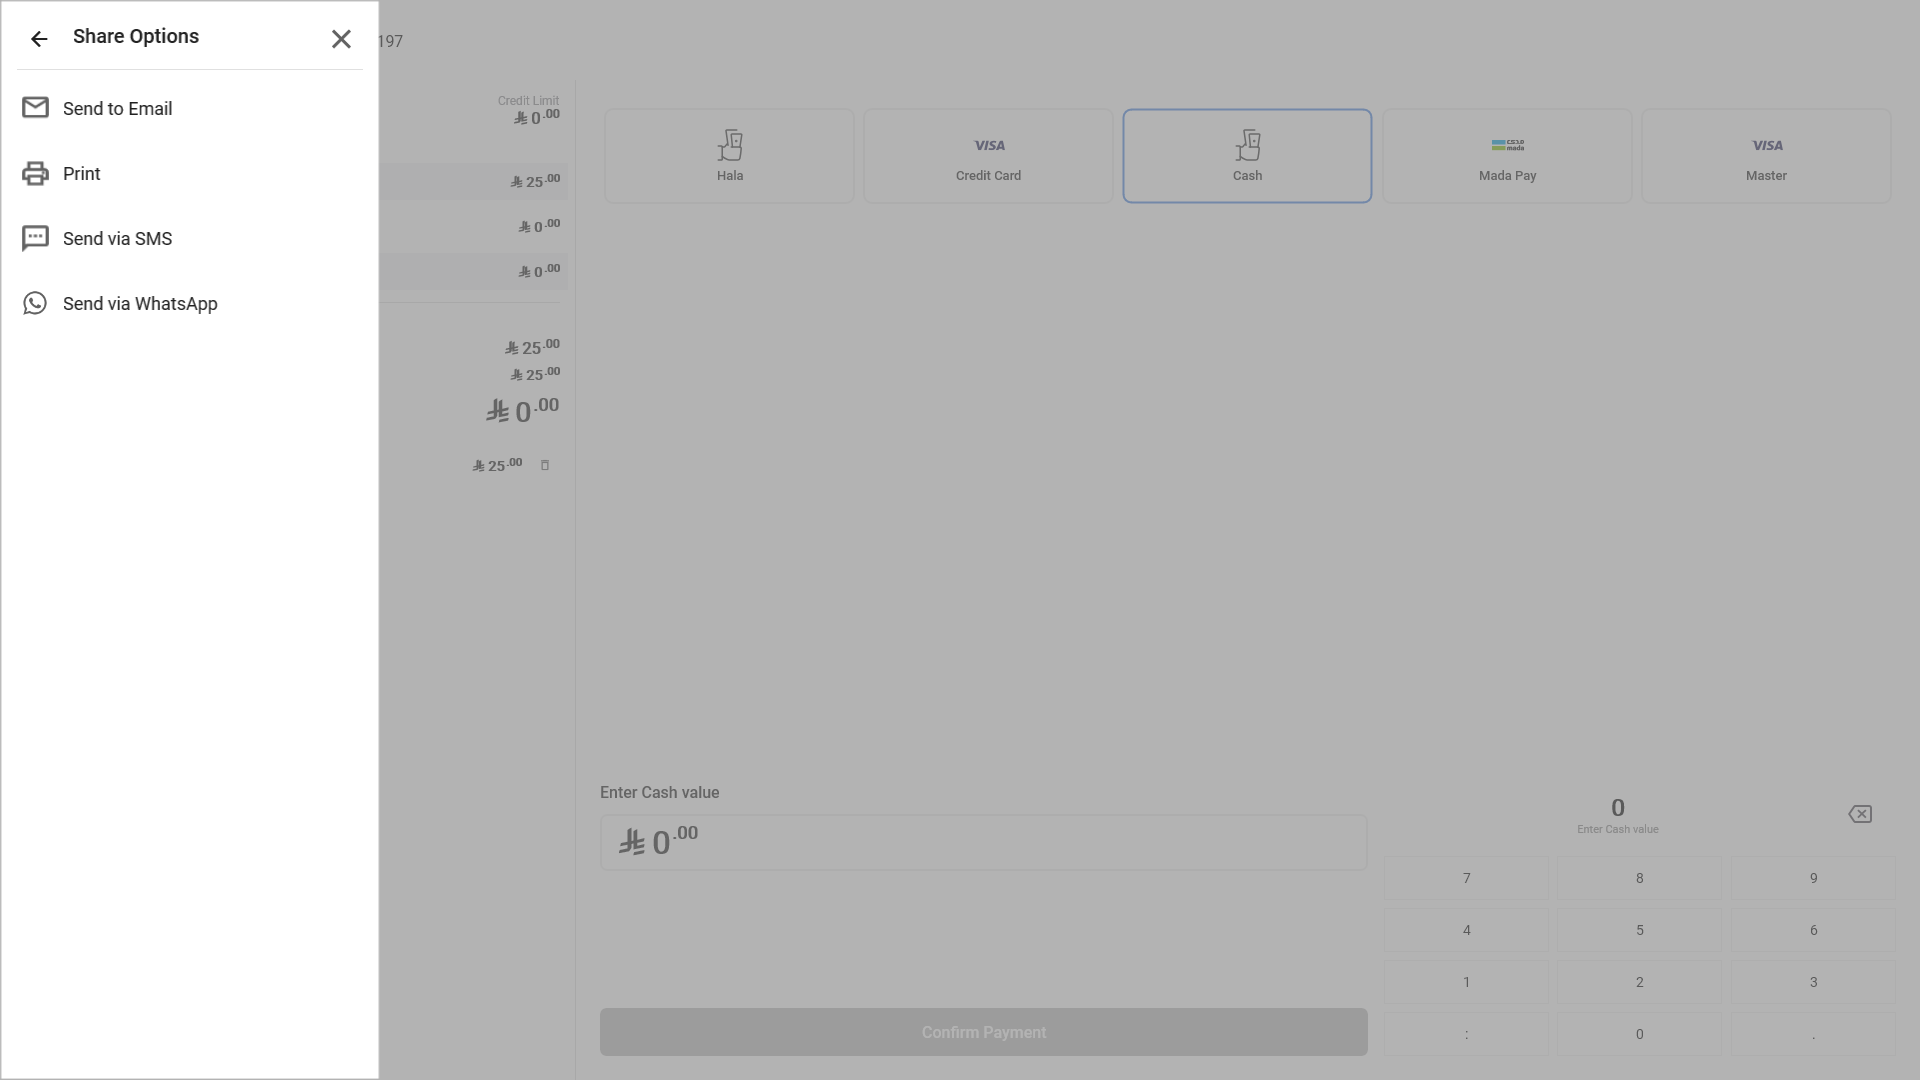 Share Options
Send to Email
Print
Send via SMS
Send via WhatsApp
197
Credit Limit
0.00
25.00
0.00
0.00
25.00
25.00
0.00
25.00
Hala
VISA
Credit Card
Cash
مدى
mada
Mada Pay
VISA
Master
Enter Cash value
0.00
Confirm Payment
0
Enter Cash value
7 8 9
4 5 6
1 2 3
: 0 .